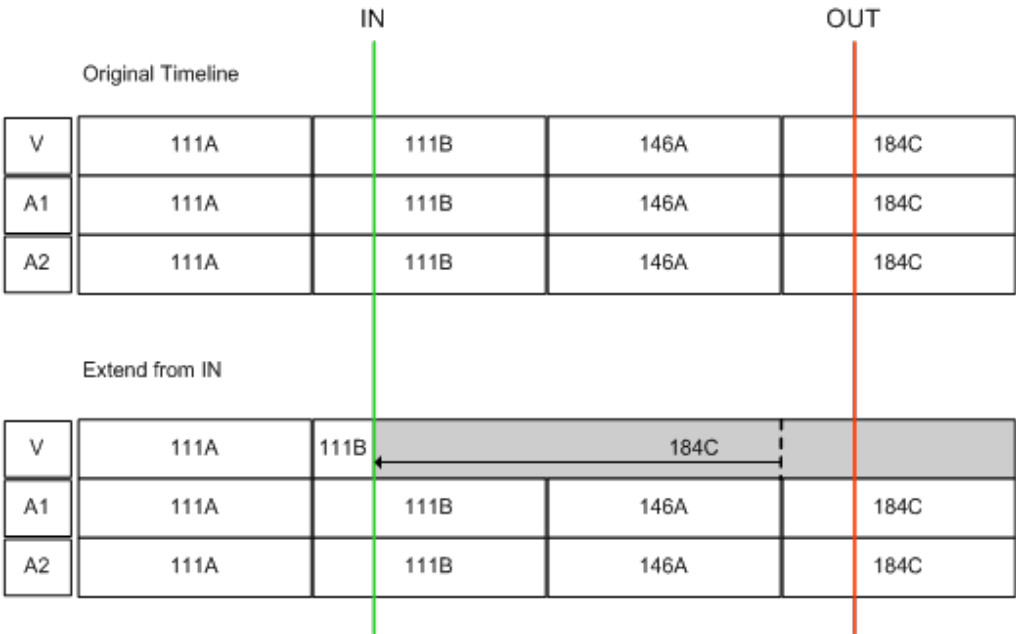 IN OUT
Original Timeline
V 111A 111B 146A 184C
A1 111A 111B 146A 184C
A2 111A 111B 146A 184C
Extend from IN
V 111A 111B 184C
A1 111A 111B 146A 184C
A2 111A 111B 146A 184C